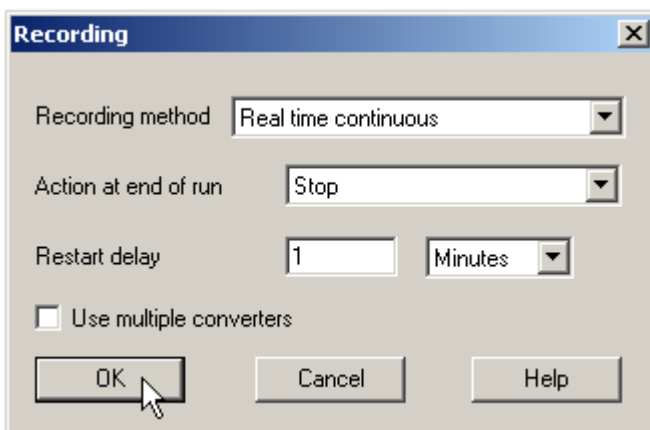 Recording
Recording method Real time continuous
Action at end of run Stop
Restart delay 1 Minutes
Use multiple converters
OK Cancel Help